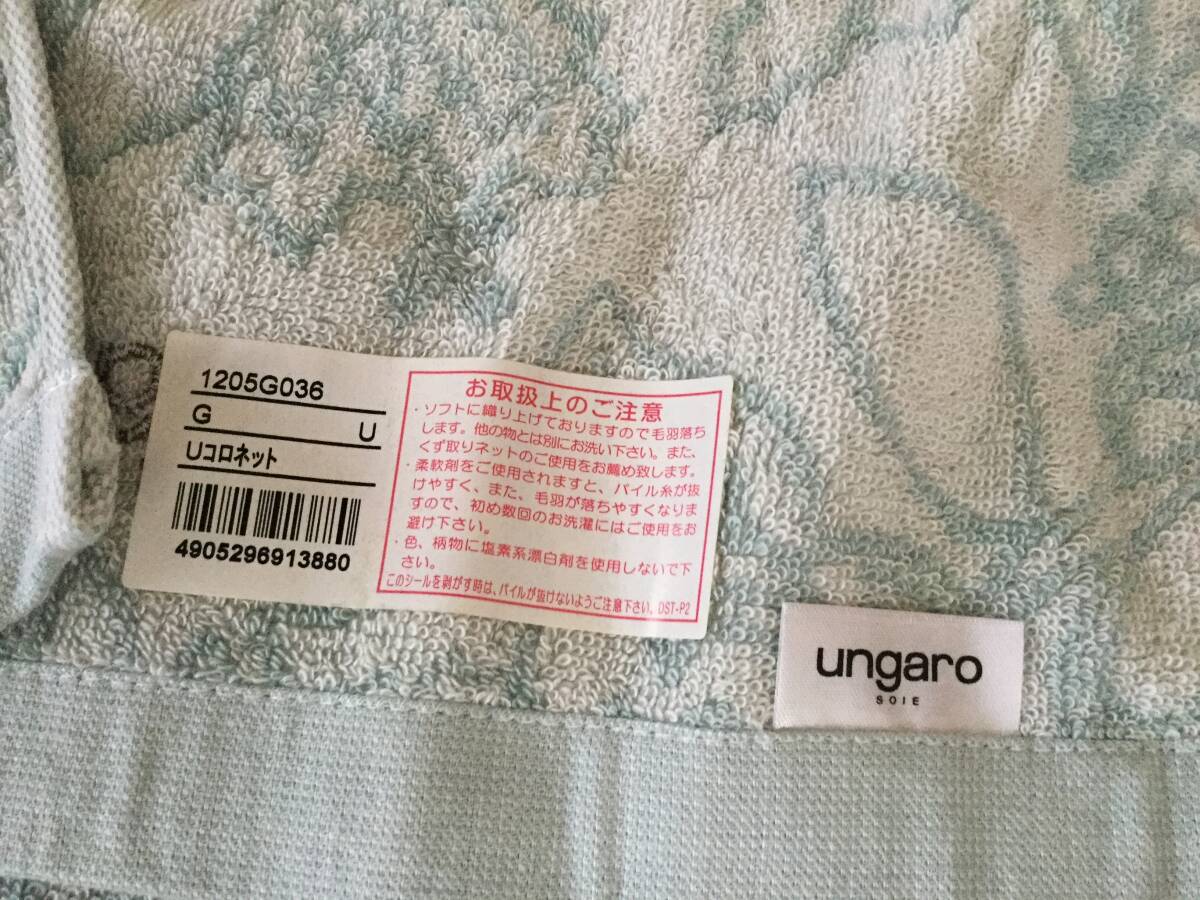 1205G036
G U
Uコロネット
4905296913880
お取扱上のご注意
・ソフトに織り上げておりますので毛羽落ち
します。他の物とは別にお洗い下さい。また、
くず取りネットのご使用をお薦め致します。
・柔軟剤をご使用されますと、パイル糸が抜
けやすく、また、毛羽が落ちやすくなりま
すので、初め数回のお洗濯にはご使用をお
避け下さい。
・色、柄物に塩素系漂白剤を使用しないで下
さい。
このシールを剥がす時は、パイルが抜けないようご注意下さい。DST-P2
ungaro
SOIE